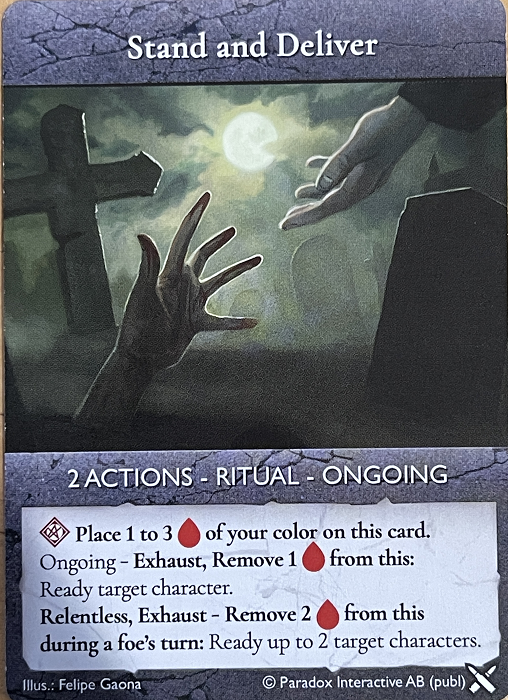 Stand and Deliver
2 ACTIONS - RITUAL - ONGOING
Place 1 to 3 of your color on this card.
Ongoing - Exhaust, Remove 1 from this:
Ready target character.
Relentless, Exhaust - Remove 2 from this
during a foe's turn: Ready up to 2 target characters.
Illus.: Felipe Gaona © Paradox Interactive AB (publ)